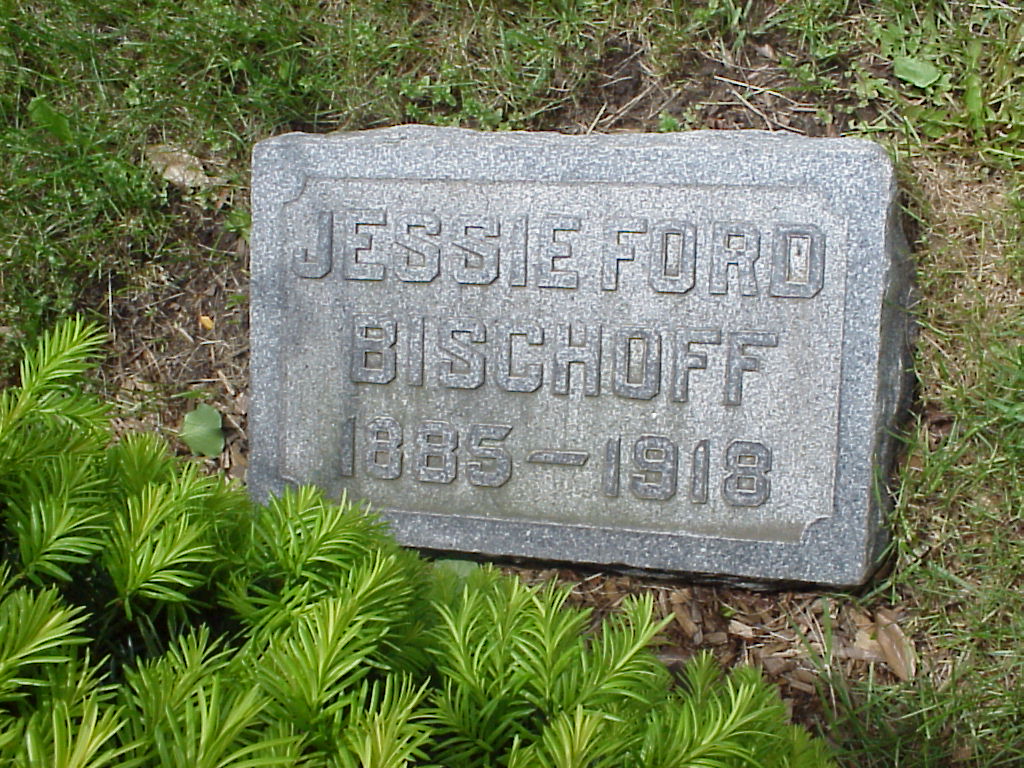 JESSIE FORD
BISCHOFF
1885 — 1918